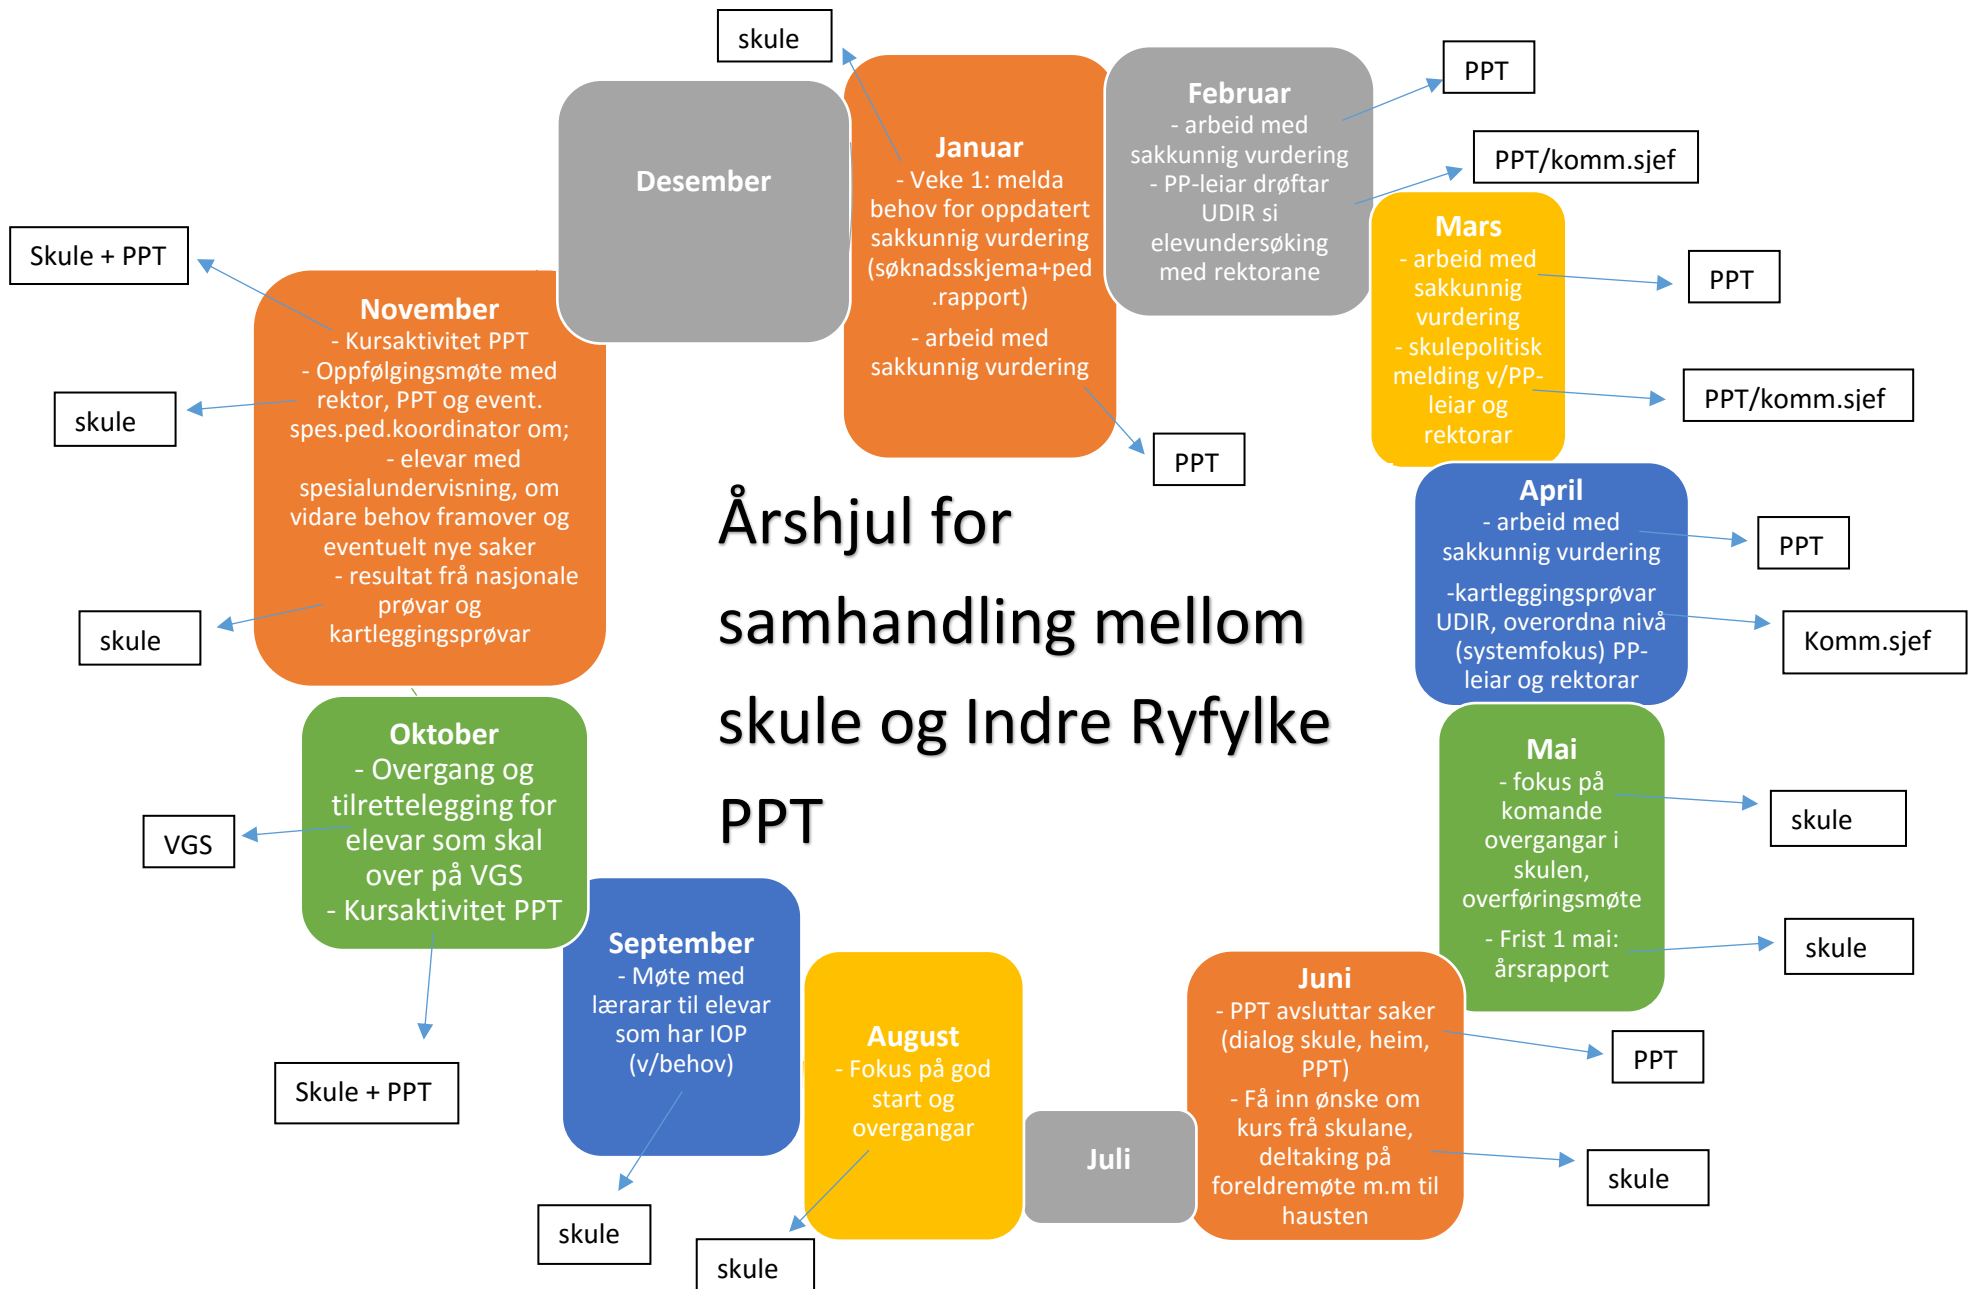 Årshjul for
samhandling mellom
skule og Indre Ryfylke
PPT
Januar
- Veke 1: melda
behov for oppdatert
sakkunnig vurdering
(søknadsskjema+ped
.rapport)
- arbeid med
sakkunnig vurdering
skule
PPT
Februar
- arbeid med
sakkunnig vurdering
- PP-leiar drøftar
UDIR si
elevundersøking
med rektorane
PPT
PPT/komm.sjef
Mars
- arbeid med
sakkunnig
vurdering
- skulepolitisk
melding v/PP-
leiar og
rektorar
PPT
PPT/komm.sjef
April
- arbeid med
sakkunnig vurdering
-kartleggingsprøvar
UDIR, overordna nivå
(systemfokus) PP-
leiar og rektorar
PPT
Komm.sjef
Mai
- fokus på
komande
overgangar i
skulen,
overføringsmøte
- Frist 1 mai:
årsrapport
skule
skule
Juni
- PPT avsluttar saker
(dialog skule, heim,
PPT)
- Få inn ønske om
kurs frå skulane,
deltaking på
foreldremøte m.m til
hausten
PPT
skule
Juli
August
- Fokus på god
start og
overgangar
skule
September
- Møte med
lærarar til elevar
som har IOP
(v/behov)
skule
Oktober
- Overgang og
tilrettelegging for
elevar som skal
over på VGS
- Kursaktivitet PPT
VGS
Skule + PPT
November
- Kursaktivitet PPT
- Oppfølgingsmøte med
rektor, PPT og event.
spes.ped.koordinator om;
- elevar med
spesialundervisning, om
vidare behov framover og
eventuelt nye saker
- resultat frå nasjonale
prøvar og
kartleggingsprøvar
Skule + PPT
skule
skule
Desember